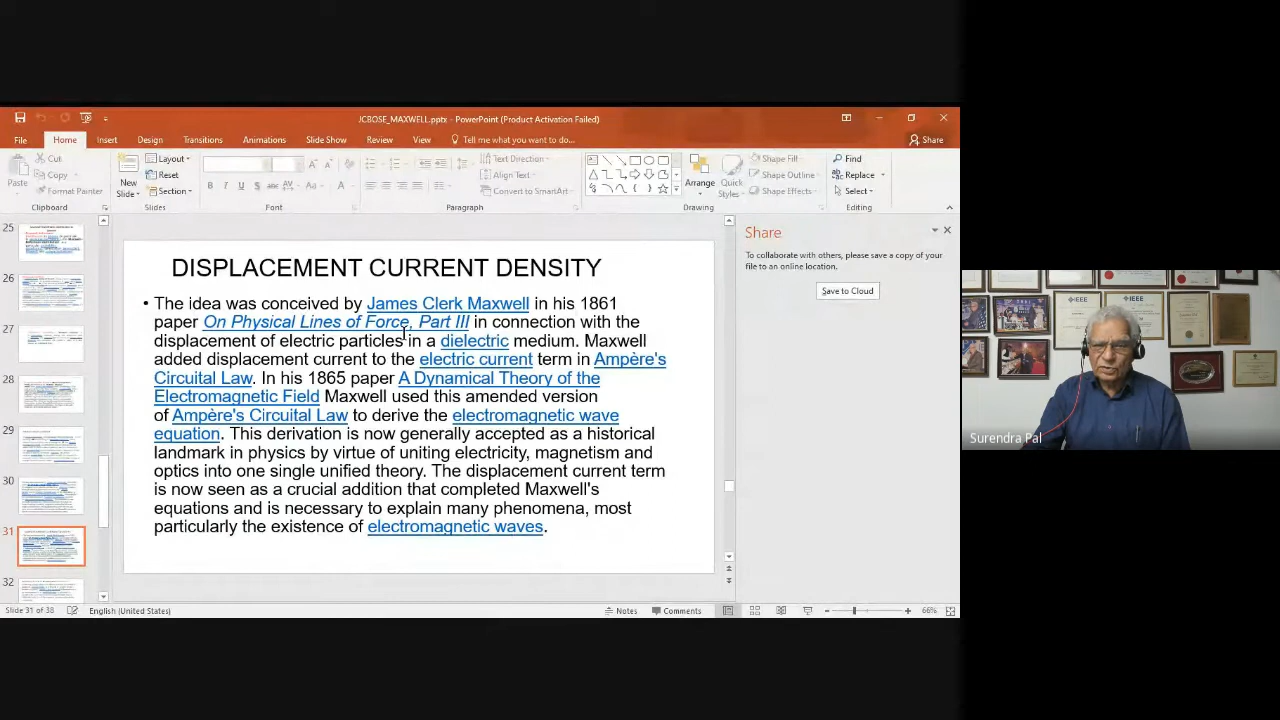 JCBOSE_MAXWELL.pptx - PowerPoint (Product Activation Failed)
File Home Insert Design Transitions Animations Slide Show Review View Tell me what you want to do... Share
Paste
Cut
Copy
Format Painter
Clipboard
New Slide
Layout
Reset
Section
Slides
Font
Text Direction
Align Text
Convert to SmartArt
Paragraph
Arrange
Quick Styles
Shape Fill
Shape Outline
Shape Effects
Drawing
Find
Replace
Select
Editing
25
26
27
28
29
30
31
32
DISPLACEMENT CURRENT DENSITY
• The idea was conceived by James Clerk Maxwell in his 1861
paper On Physical Lines of Force, Part III in connection with the
displacement of electric particles in a dielectric medium. Maxwell
added displacement current to the electric current term in Ampère's
Circuital Law. In his 1865 paper A Dynamical Theory of the
Electromagnetic Field Maxwell used this amended version
of Ampère's Circuital Law to derive the electromagnetic wave
equation. This derivation is now generally accepted as a historical
landmark in physics by virtue of uniting electricity, magnetism and
optics into one single unified theory. The displacement current term
is now seen as a crucial addition that completed Maxwell's
equations and is necessary to explain many phenomena, most
particularly the existence of electromagnetic waves.
Share
To collaborate with others, please save a copy of your
file to an online location.
Save to Cloud
IEEE
IEEE
Surendra Pal
Slide 31 of 38 English (United States) Notes Comments 66%